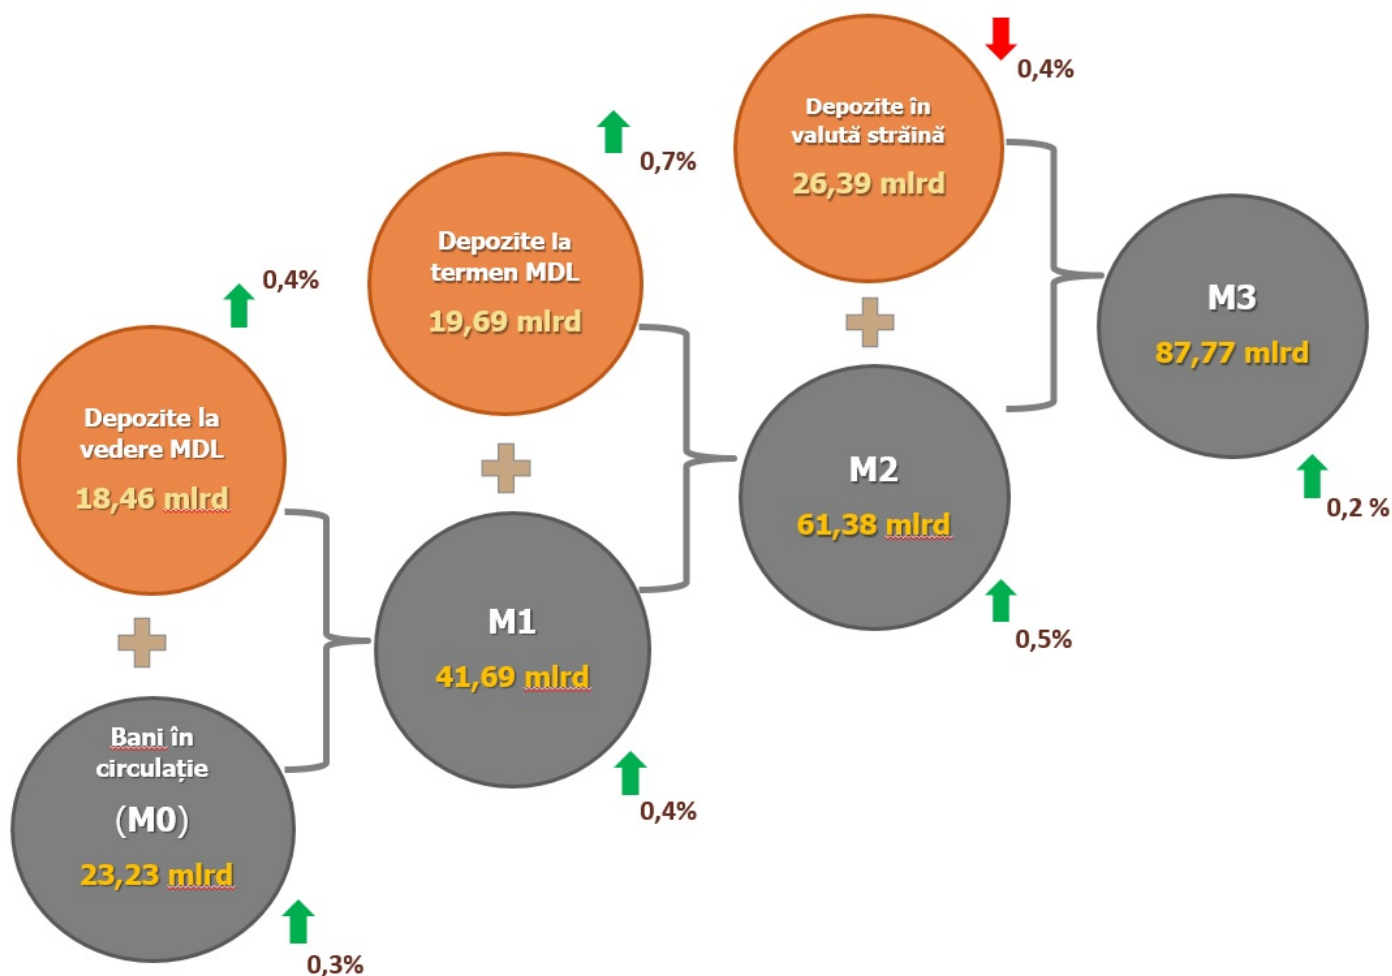 0,4%
Depozite la
vedere MDL
18,46 mlrd
Bani în
circulație
(M0)
23,23 mlrd
0,3%
0,7%
Depozite la
termen MDL
19,69 mlrd
M1
41,69 mlrd
0,4%
0,4%
Depozite în
valută străină
26,39 mlrd
M2
61,38 mlrd
0,5%
M3
87,77 mlrd
0,2 %